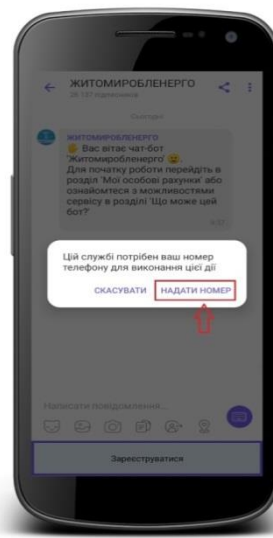 ЖИТОМИРОБЛЕНЕРГО
Сьогодні
ЖИТОМИРОБЛЕНЕРГО
Вас вітає чат-бот
'Житомиробленерго'.
Для початку роботи перейдіть в
розділ 'Мої особові рахунки' або
ознайомтеся з можливостями
сервісу в розділі 'Що може цей
бот?'
Цій службі потрібен ваш номер
телефону для виконання цієї дії
СКАСУВАТИ НАДАТИ НОМЕР
Написати повідомлення...
Зареєструватися